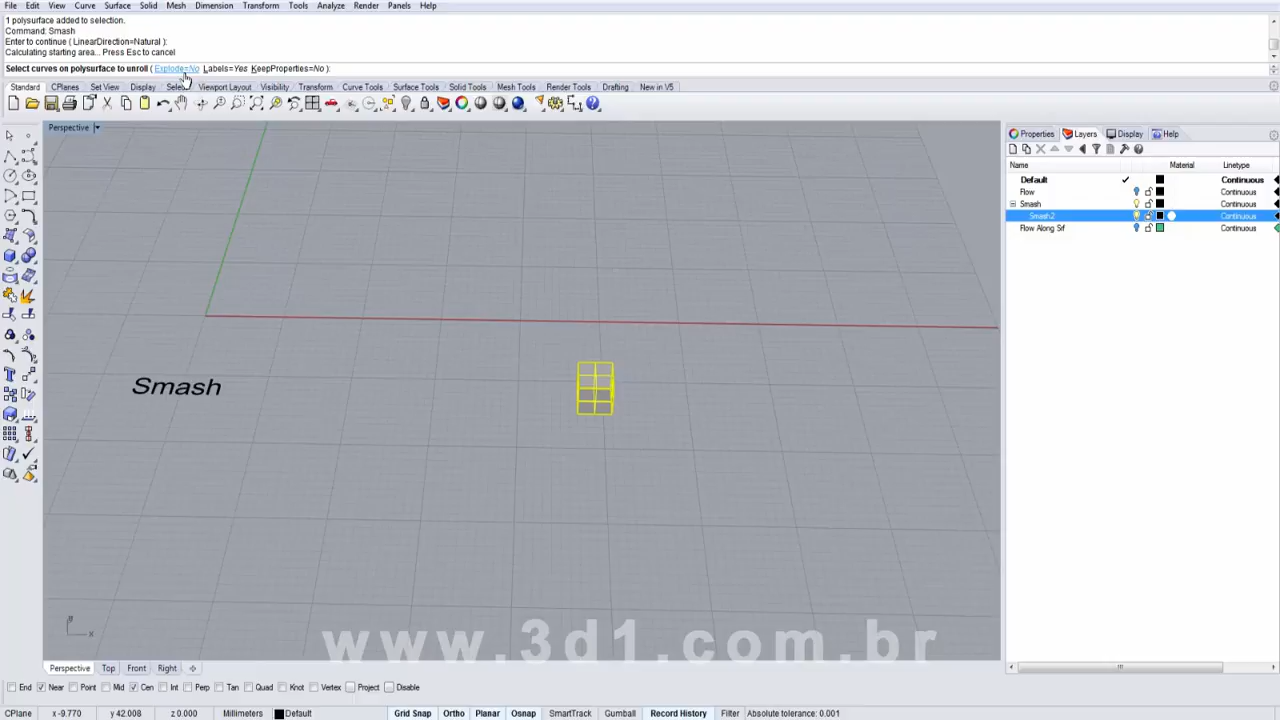 File Edit View Curve Surface Solid Mesh Dimension Transform Tools Analyze Render Panels Help
1 polysurface added to selection.
Command: Smash
Enter to continue ( LinearDirection=Natural ):
Calculating starting area... Press Esc to cancel
Select curves on polysurface to unroll ( Explode=No Labels=Yes KeepProperties=No ):
Standard CPlanes Set View Display Select Viewport Layout Visibility Transform Curve Tools Surface Tools Solid Tools Mesh Tools Render Tools Drafting New in V5
Perspective
Properties Layers Display Help
Name Material Linetype
Default Continuous
Flow Continuous
Smash Continuous
Smash2 Continuous
Flow Along Srf Continuous
Smash
x
www.3d1.com.br
Perspective Top Front Right
End Near Point Mid Cen Int Perp Tan Quad Knot Vertex Project Disable
CPlane x -9.770 y 42.008 z 0.000 Millimeters Default Grid Snap Ortho Planar Osnap SmartTrack Gumball Record History Filter Absolute tolerance: 0.001